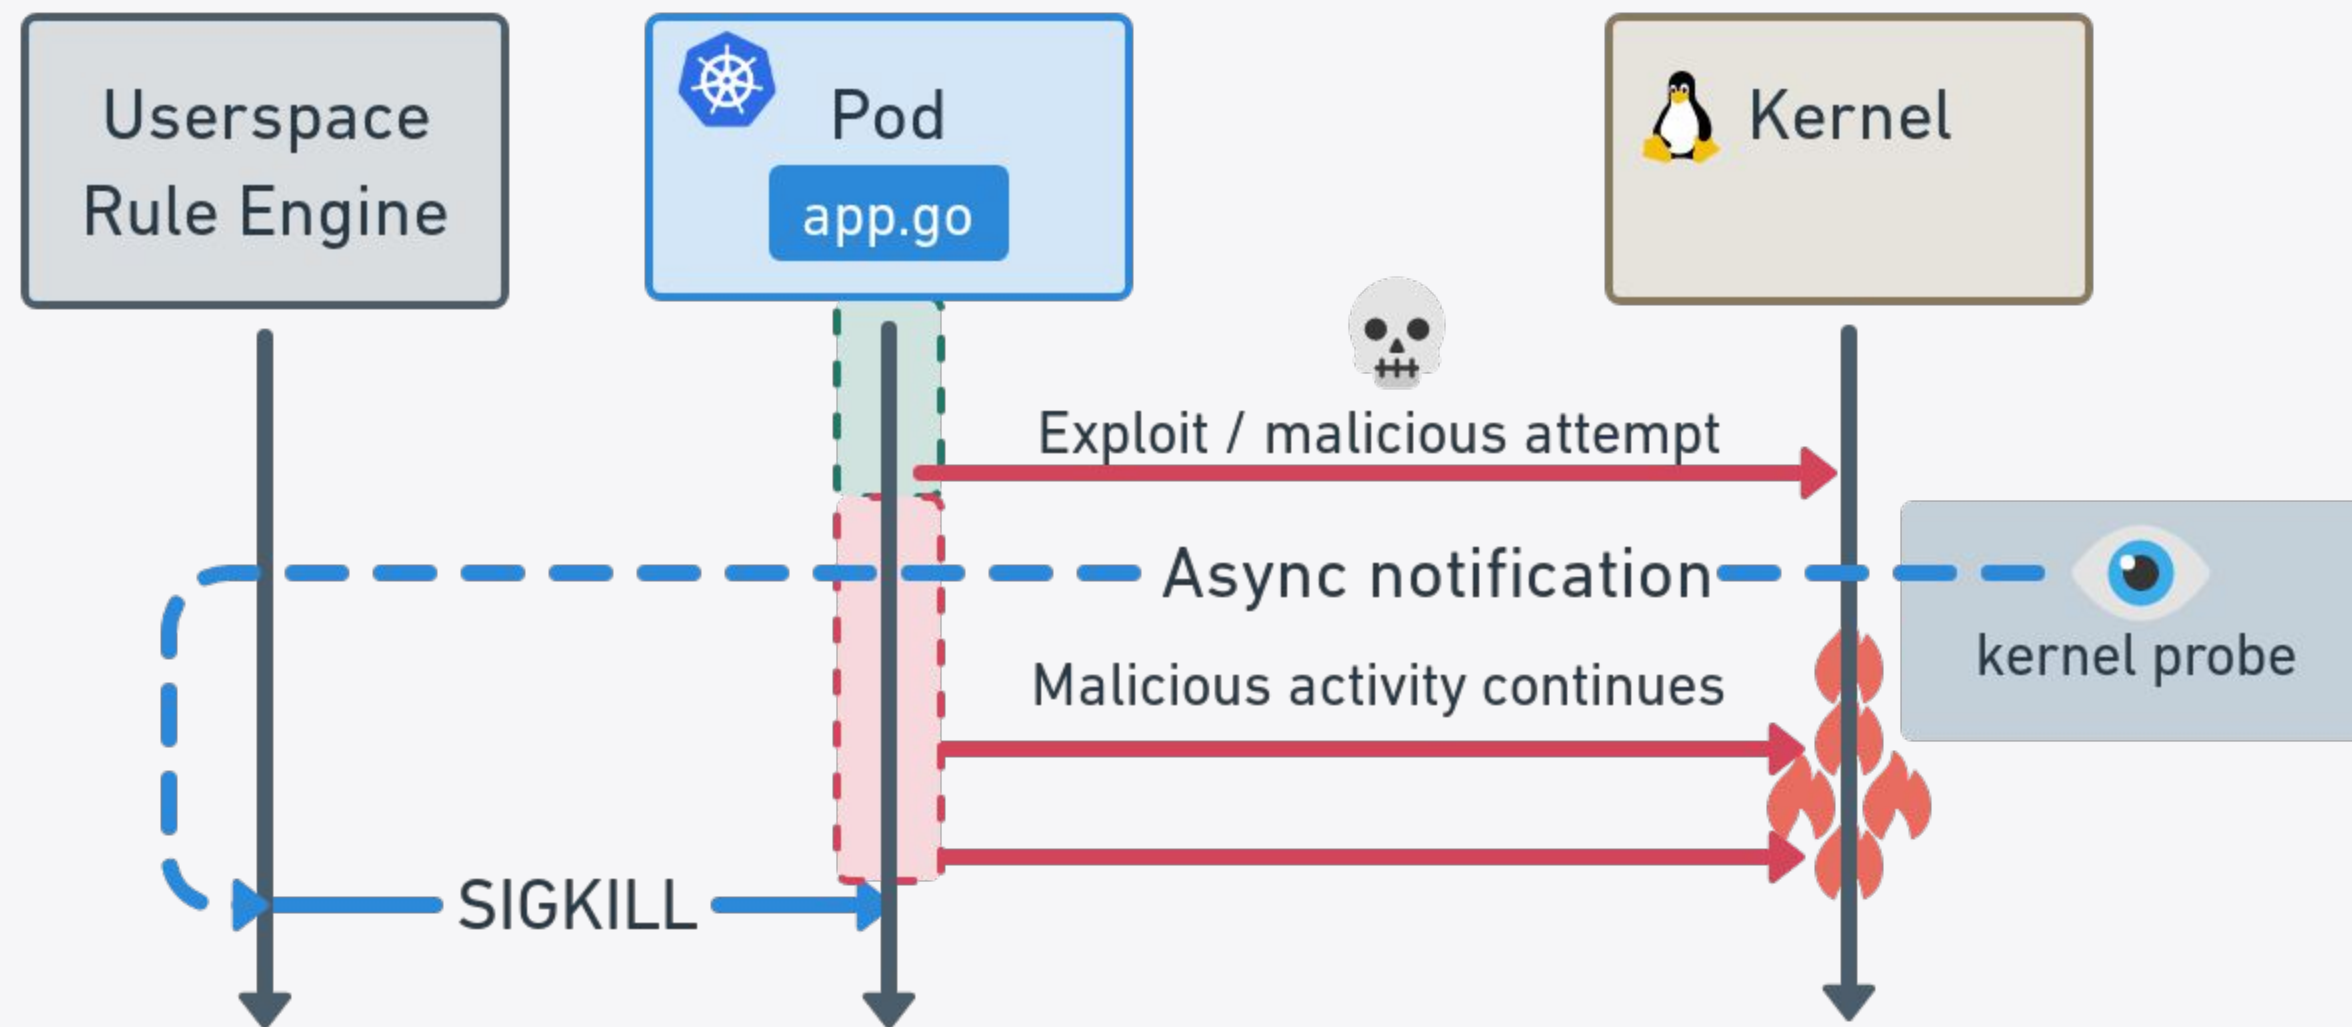 Userspace
Rule Engine
Pod
app.go
Kernel
Exploit / malicious attempt
Async notification
kernel probe
Malicious activity continues
SIGKILL